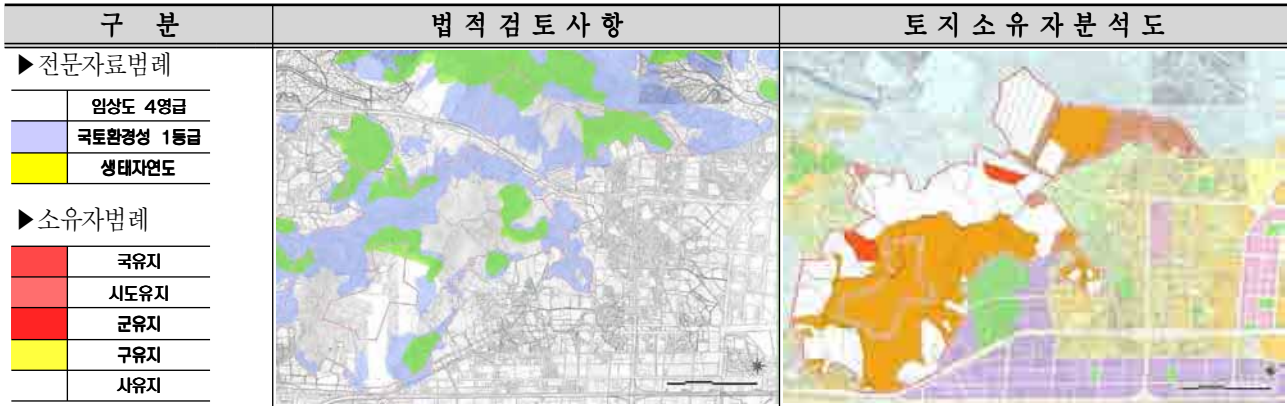 구 분
법적검토사항
토지소유자분석도
▶전문자료범례
임상도 4영급
국토환경성 1등급
생태자연도
▶소유자범례
국유지
시도유지
군유지
구유지
사유지